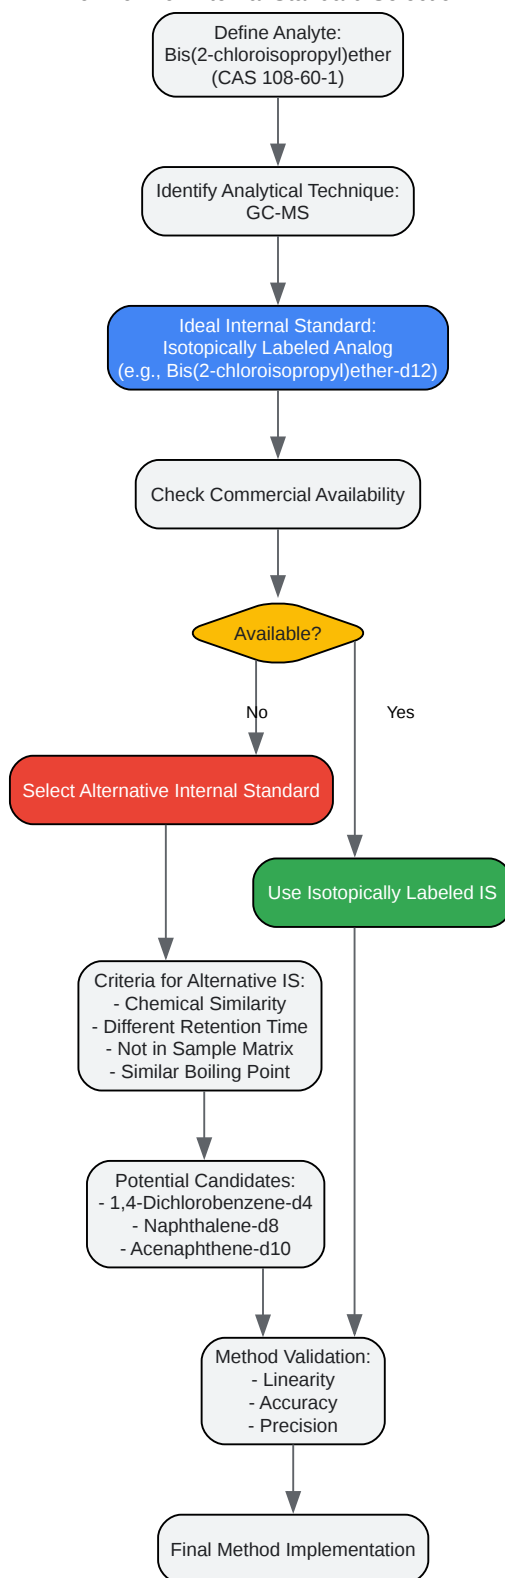 Define Analyte:
Bis(2-chloroisopropyl)ether
(CAS 108-60-1)
Identify Analytical Technique:
GC-MS
Ideal Internal Standard:
Isotopically Labeled Analog
(e.g., Bis(2-chloroisopropyl)ether-d12)
Check Commercial Availability
Available?
No
Yes
Select Alternative Internal Standard
Use Isotopically Labeled IS
Criteria for Alternative IS:
- Chemical Similarity
- Different Retention Time
- Not in Sample Matrix
- Similar Boiling Point
Potential Candidates:
- 1,4-Dichlorobenzene-d4
- Naphthalene-d8
- Acenaphthene-d10
Method Validation:
- Linearity
- Accuracy
- Precision
Final Method Implementation